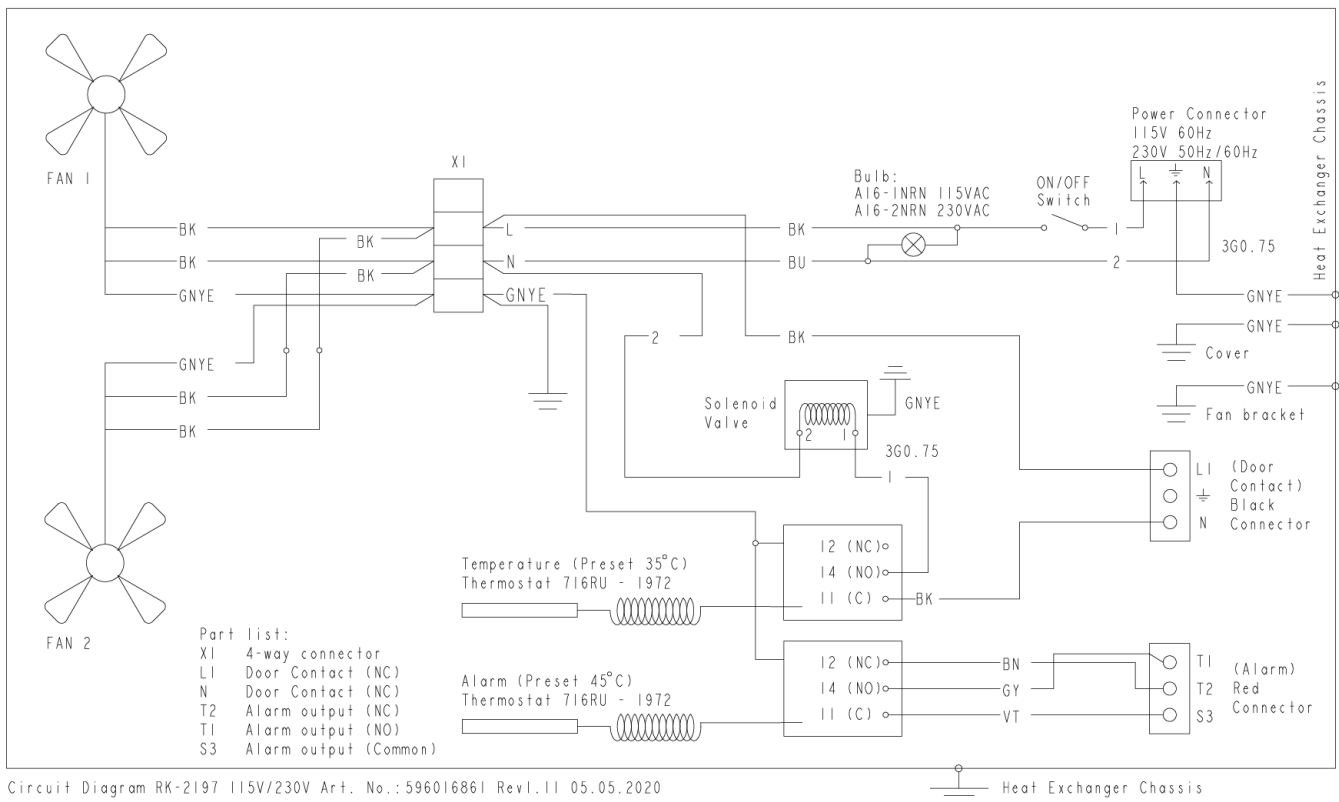 FAN 1
BK
BK
GNYE
BK
BK
GNYE
BK
BK
FAN 2
X1
L
N
GNYE
2
BK
BU
BK
Bulb:
A16-1NRN 115VAC
A16-2NRN 230VAC
ON/OFF
Switch
1
2
Power Connector
115V 60Hz
230V 50Hz/60Hz
L
N
3G0.75
GNYE
GNYE
Cover
GNYE
Fan bracket
Heat Exchanger Chassis
Solenoid
Valve
2
1
GNYE
3G0.75
1
L1
N
(Door
Contact)
Black
Connector
Temperature (Preset 35°C)
Thermostat 716RU - 1972
12 (NC)
14 (NO)
11 (C)
BK
Alarm (Preset 45°C)
Thermostat 716RU - 1972
12 (NC)
14 (NO)
11 (C)
BN
GY
VT
T1
T2
S3
(Alarm)
Red
Connector
Part list:
X1 4-way connector
L1 Door Contact (NC)
N Door Contact (NC)
T2 Alarm output (NC)
T1 Alarm output (NO)
S3 Alarm output (Common)
Circuit Diagram RK-2197 115V/230V Art. No.:596016861 Rev1.11 05.05.2020
Heat Exchanger Chassis